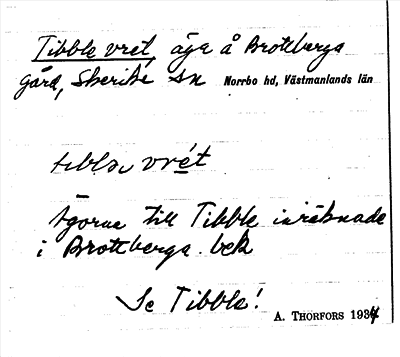 Tibble vret, äga å Brottberga
gård, Skerike sn Norrbo hd, Västmanlands län
tibbla vrét
Ägorna till Tibble inräknade
i Brottberga. bek
Se Tibble!
A. THORFORS 1934